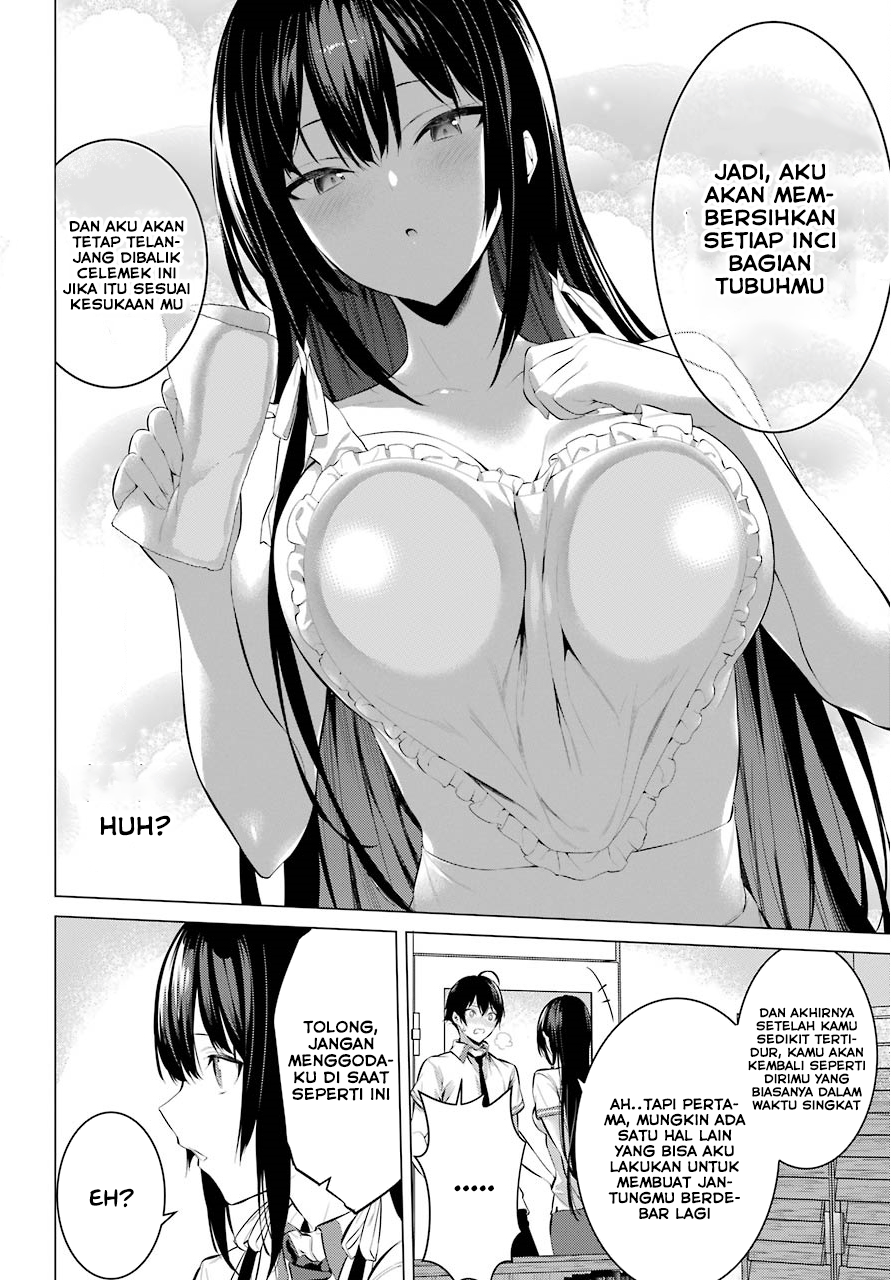 JADI, AKU
AKAN MEM-
BERSIHKAN
SETIAP INCI
BAGIAN
TUBUHMU
DAN AKU AKAN
TETAP TELAN-
JANG DIBALIK
CELEMEK INI
JIKA ITU SESUAI
KESUKAAN MU
HUH?
DAN AKHIRNYA
SETELAH KAMU
SEDIKIT TERTI-
DUR, KAMU AKAN
KEMBALI SEPERTI
DIRIMU YANG
BIASANYA DALAM
WAKTU SINGKAT
AH..TAPI PERTA-
MA, MUNGKIN ADA
SATU HAL LAIN
YANG BISA AKU
LAKUKAN UNTUK
MEMBUAT JAN-
TUNGMU BERDE-
BAR LAGI
.....
TOLONG,
JANGAN
MENGGODA-
KU DI SAAT
SEPERTI INI
EH?